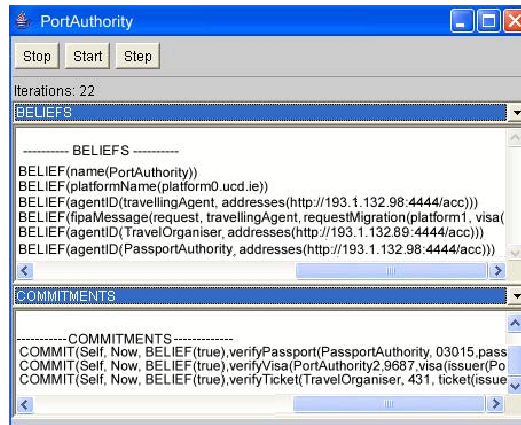 PortAuthority
Stop Start Step
Iterations: 22
BELIEFS
---------- BELIEFS ----------
BELIEF(name(PortAuthority))
BELIEF(platformName(platform0.ucd.ie))
BELIEF(agentID(travellingAgent, addresses(http://193.1.132.98:4444/acc)))
BELIEF(fipaMessage(request, travellingAgent, requestMigration(platform1, visa(
BELIEF(agentID(TravelOrganiser, addresses(http://193.1.132.89:4444/acc)))
BELIEF(agentID(PassportAuthority, addresses(http://193.1.132.98:4444/acc)))
COMMITMENTS
-----------COMMITMENTS-------------
COMMIT(Self, Now, BELIEF(true),verifyPassport(PassportAuthority, 03015,pass
COMMIT(Self, Now, BELIEF(true),verifyVisa(PortAuthority2,9687,visa(issuer(Po
COMMIT(Self, Now, BELIEF(true),verifyTicket(TravelOrganiser, 431, ticket(issue